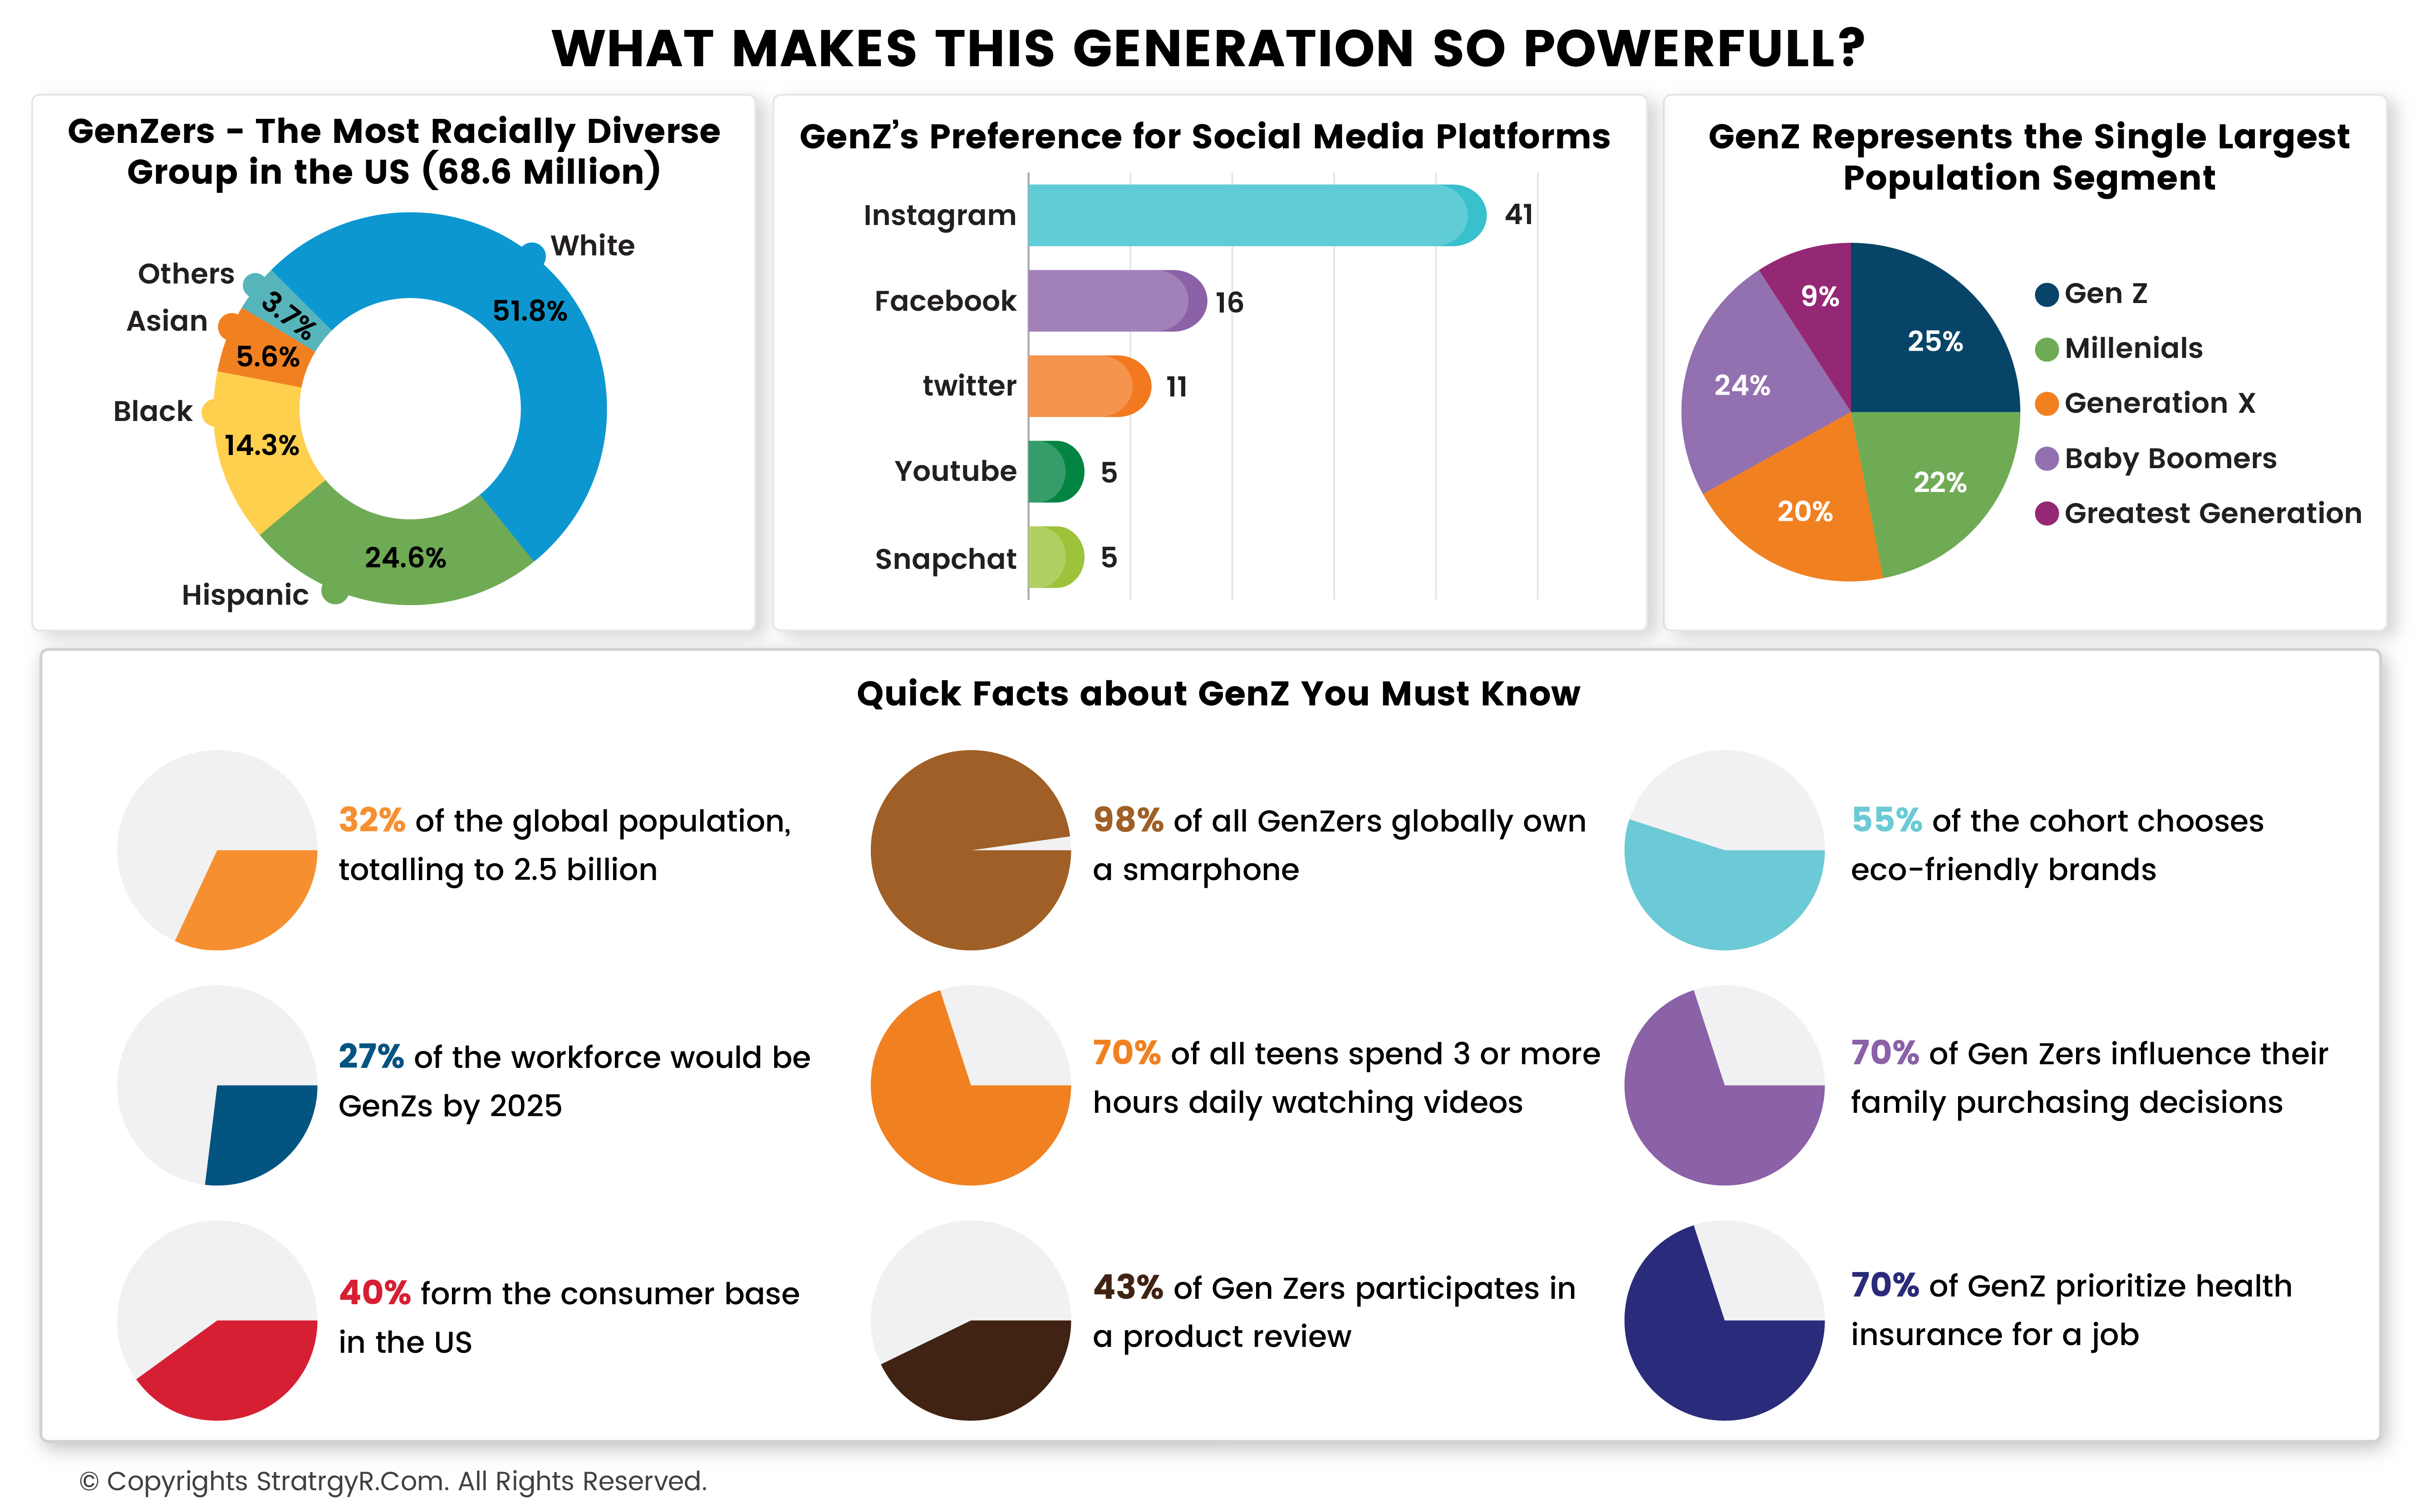 WHAT MAKES THIS GENERATION SO POWERFULL?
GenZers - The Most Racially Diverse
Group in the US (68.6 Million)
White
Others
51.8%
3.7%
Asian
5.6%
Black
14.3%
24.6%
Hispanic
GenZ's Preference for Social Media Platforms
Instagram 41
Facebook 16
twitter 11
Youtube 5
Snapchat 5
GenZ Represents the Single Largest
Population Segment
9%
25%
24%
22%
20%
Gen Z
Millenials
Generation X
Baby Boomers
Greatest Generation
Quick Facts about GenZ You Must Know
32% of the global population,
totalling to 2.5 billion
98% of all GenZers globally own
a smarphone
55% of the cohort chooses
eco-friendly brands
27% of the workforce would be
GenZs by 2025
70% of all teens spend 3 or more
hours daily watching videos
70% of Gen Zers influence their
family purchasing decisions
40% form the consumer base
in the US
43% of Gen Zers participates in
a product review
70% of GenZ prioritize health
insurance for a job
© Copyrights StratrgyR.Com. All Rights Reserved.